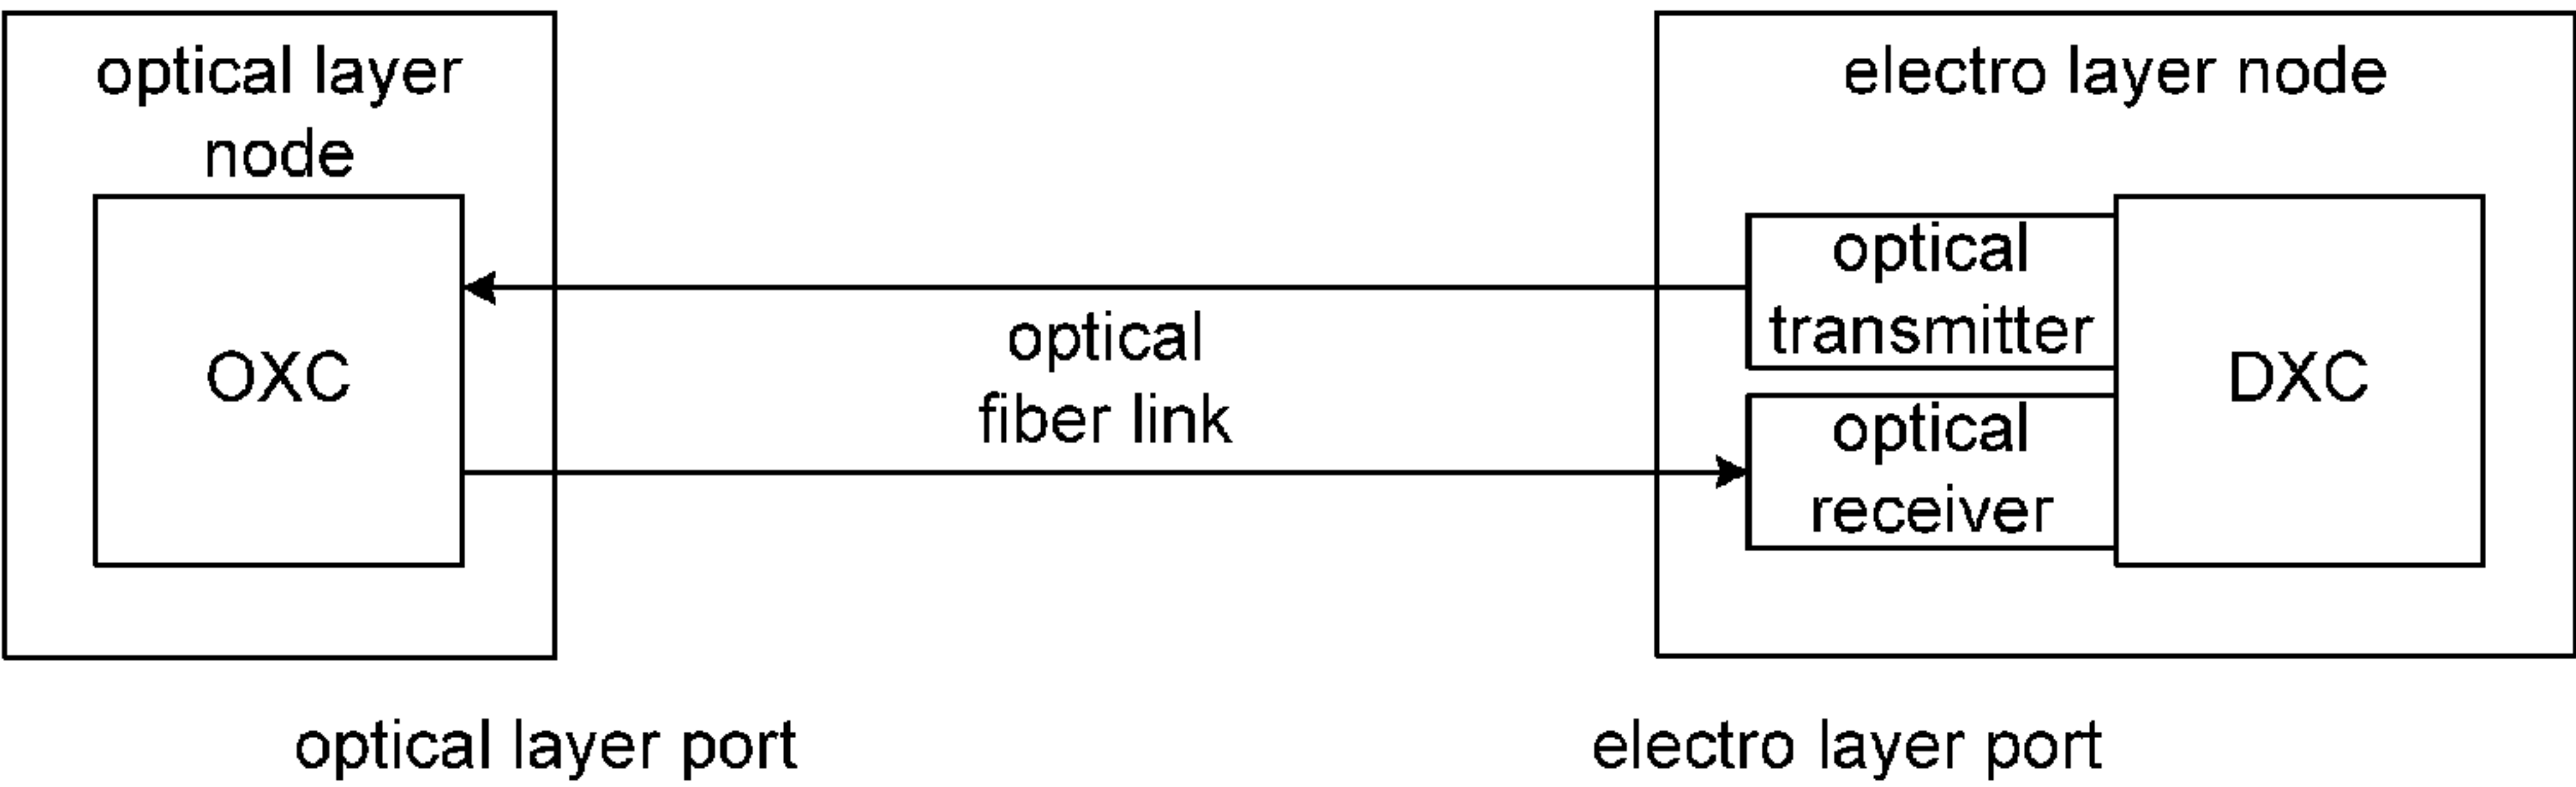 optical layer
node
OXC
optical
fiber link
electro layer node
optical
transmitter
optical
receiver
DXC
optical layer port
electro layer port